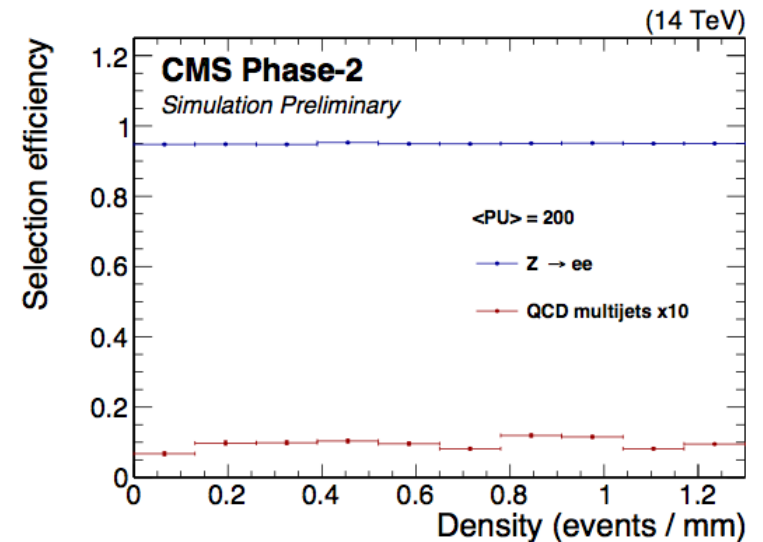 (14 TeV)
CMS Phase-2
Simulation Preliminary
Selection efficiency
1.2
1
0.8
0.6
0.4
0.2
0
<PU> = 200
Z → ee
QCD multijets x10
0 0.2 0.4 0.6 0.8 1 1.2
Density (events / mm)